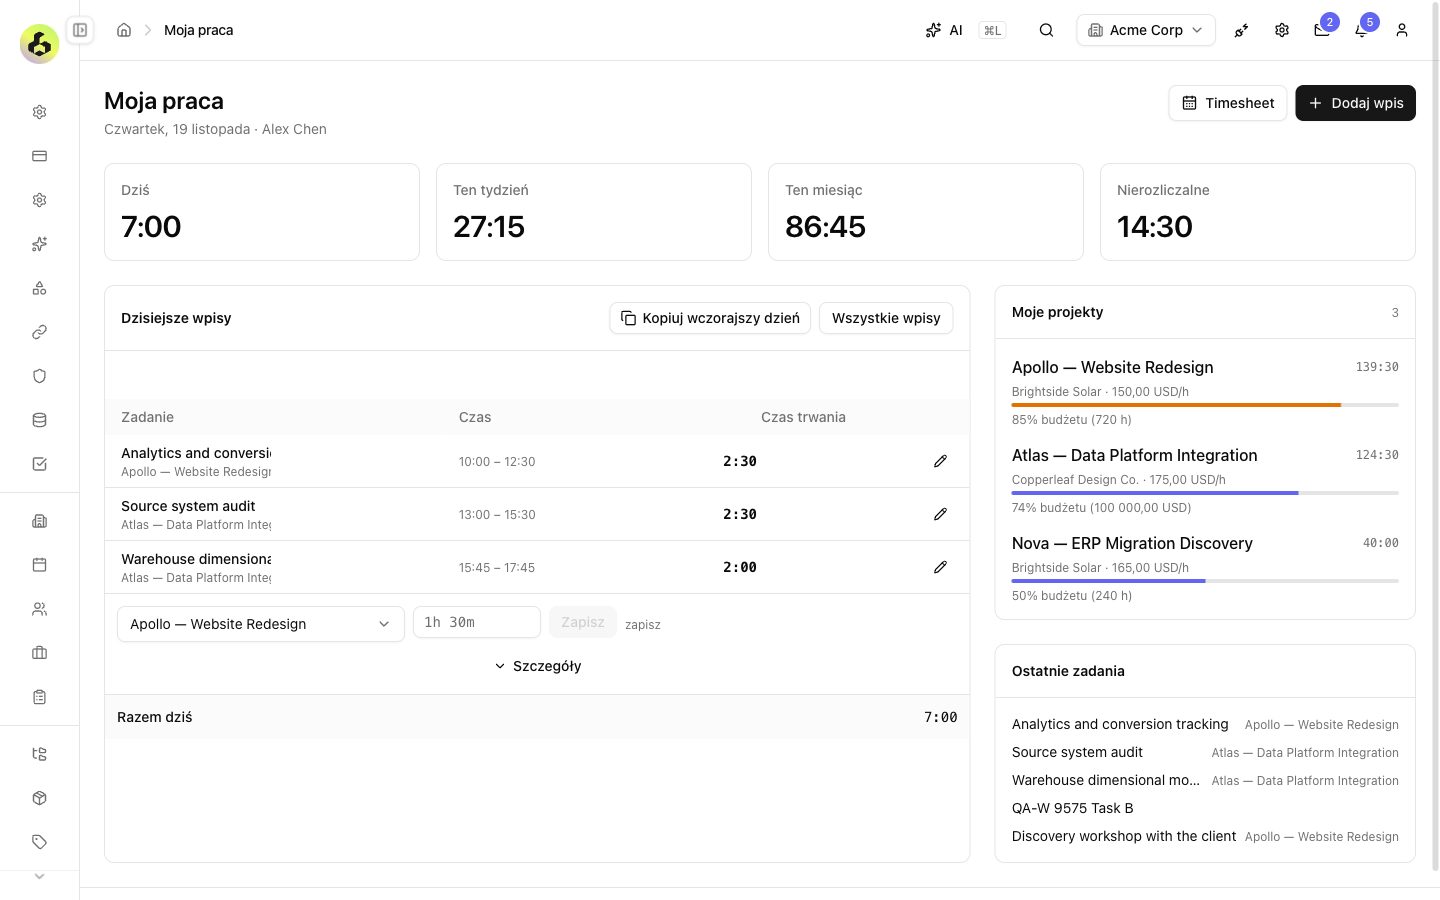 Moja praca
AI ⌘L
Acme Corp
2
5
Moja praca
Czwartek, 19 listopada · Alex Chen
Timesheet
Dodaj wpis
Dziś
7:00
Ten tydzień
27:15
Ten miesiąc
86:45
Nierozliczalne
14:30
Dzisiejsze wpisy
Kopiuj wczorajszy dzień
Wszystkie wpisy
Zadanie Czas Czas trwania
Analytics and conversi
Apollo — Website Redesign
10:00 – 12:30 2:30
Source system audit
Atlas — Data Platform Integ
13:00 – 15:30 2:30
Warehouse dimensiona
Atlas — Data Platform Integ
15:45 – 17:45 2:00
Apollo — Website Redesign 1h 30m Zapisz zapisz
Szczegóły
Razem dziś 7:00
Moje projekty 3
Apollo — Website Redesign 139:30
Brightside Solar · 150,00 USD/h
85% budżetu (720 h)
Atlas — Data Platform Integration 124:30
Copperleaf Design Co. · 175,00 USD/h
74% budżetu (100 000,00 USD)
Nova — ERP Migration Discovery 40:00
Brightside Solar · 165,00 USD/h
50% budżetu (240 h)
Ostatnie zadania
Analytics and conversion tracking Apollo — Website Redesign
Source system audit Atlas — Data Platform Integration
Warehouse dimensional mo... Atlas — Data Platform Integration
QA-W 9575 Task B
Discovery workshop with the client Apollo — Website Redesign